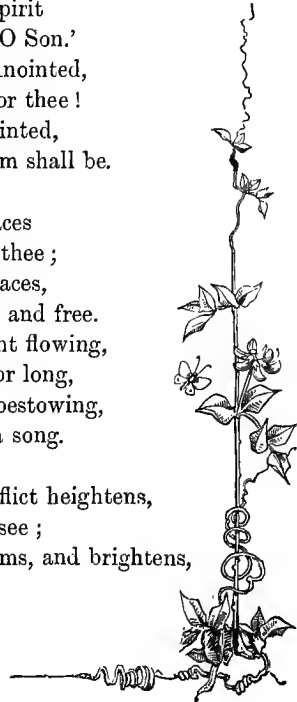 pirit
O Son.’
nointed,
or thee !
inted,
m shall be.
ces
thee ;
aces,
and free.
nt flowing,
or long,
bestowing,
a song.
flict heightens,
see ;
ms, and brightens,